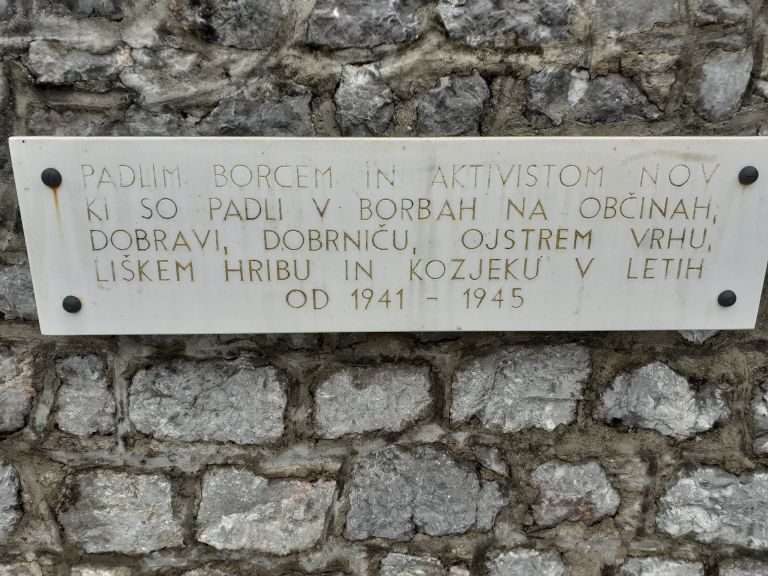 PADLIM BORCEM IN AKTIVISTOM NOV
KI SO PADLI V BORBAH NA OBČINAH,
DOBRAVI, DOBRNIČU, OJSTREM VRHU,
LIŠKEM HRIBU IN KOZJEKU V LETIH
OD 1941 - 1945